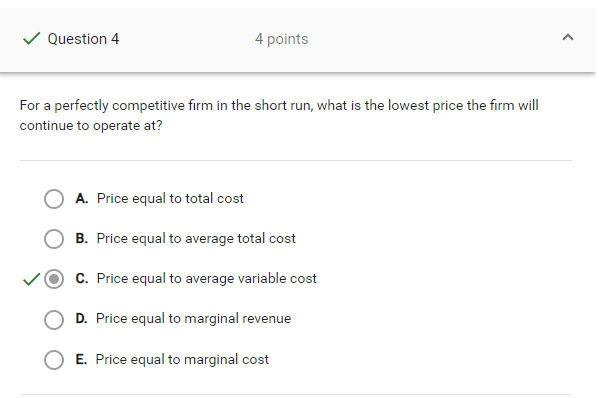 Question 4
4 points
For a perfectly competitive firm in the short run, what is the lowest price the firm will
continue to operate at?
A. Price equal to total cost
B. Price equal to average total cost
C. Price equal to average variable cost
D. Price equal to marginal revenue
E. Price equal to marginal cost